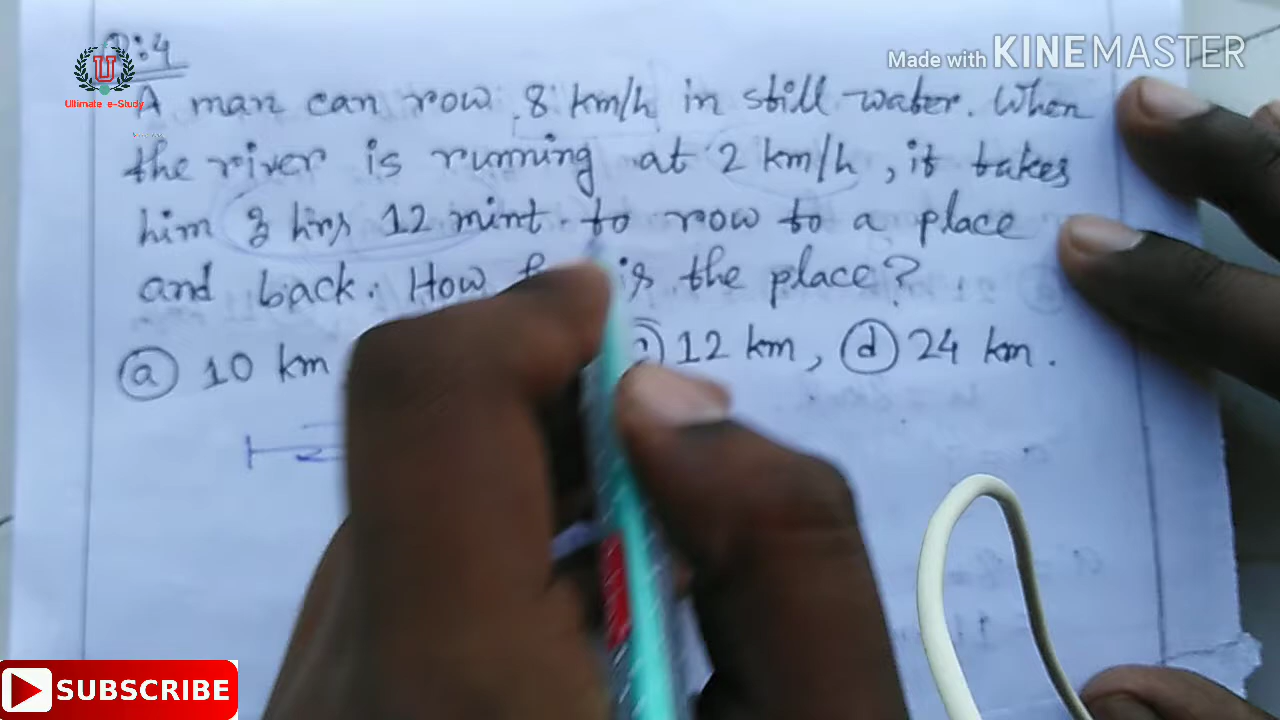 Q:4
Made with KINEMASTER
U
Ultimate e-Study
A man can row 8 km/h in still water. When
the river is running at 2 km/h, it takes
him 3 hrs 12 mint. to row to a place
and back. How is the place?
(a) 10 km 12 km, (d) 24 km.
SUBSCRIBE